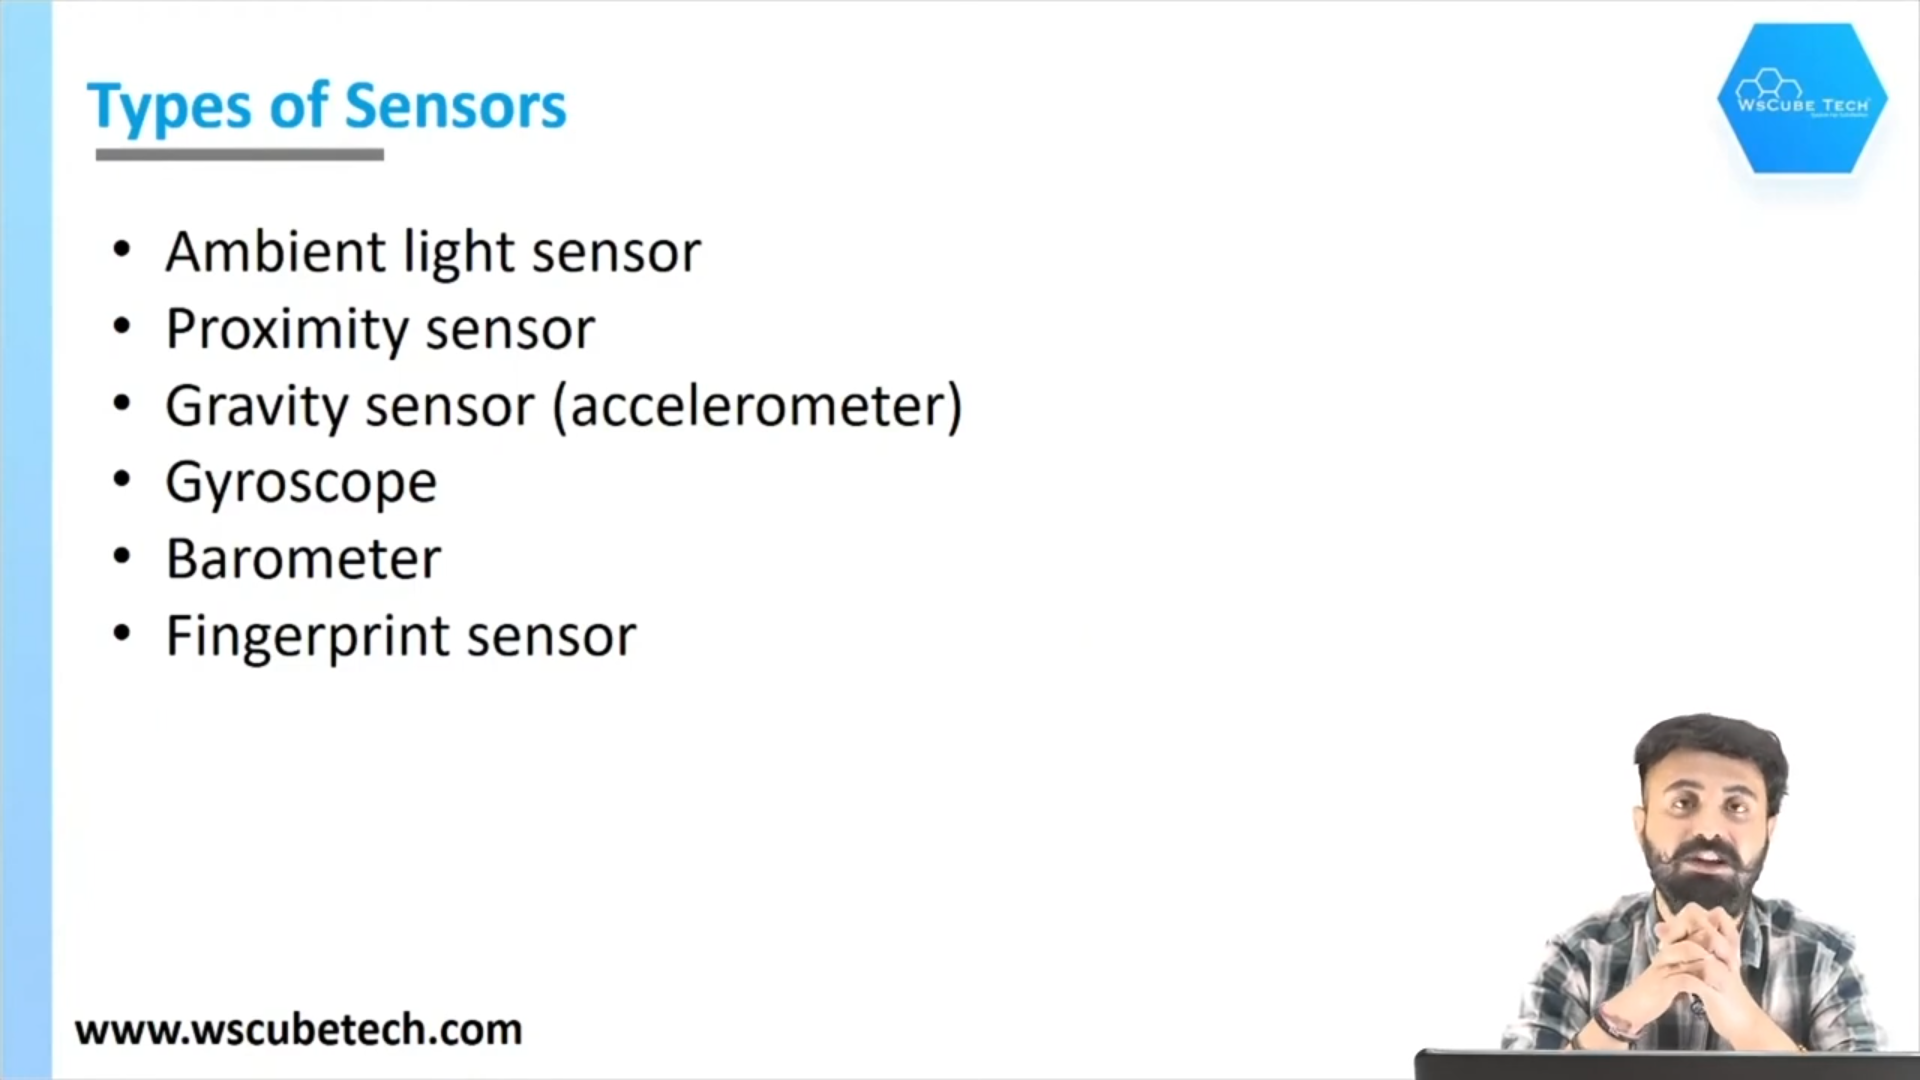 Types of Sensors
WsCube Tech
• Ambient light sensor
• Proximity sensor
• Gravity sensor (accelerometer)
• Gyroscope
• Barometer
• Fingerprint sensor
www.wscubetech.com